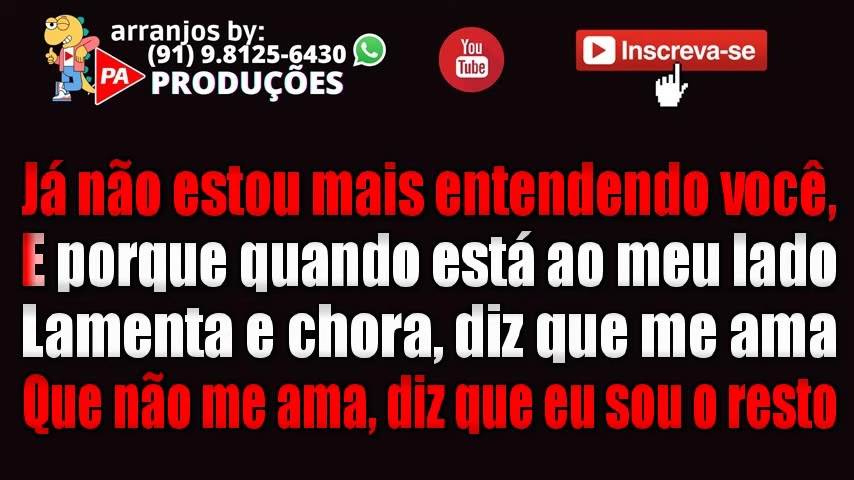 arranjos by:
(91) 9.8125-6430
PA
PRODUÇÕES
You
Tube
Inscreva-se
Já não estou mais entendendo você,
E porque quando está ao meu lado
Lamenta e chora, diz que me ama
Que não me ama, diz que eu sou o resto